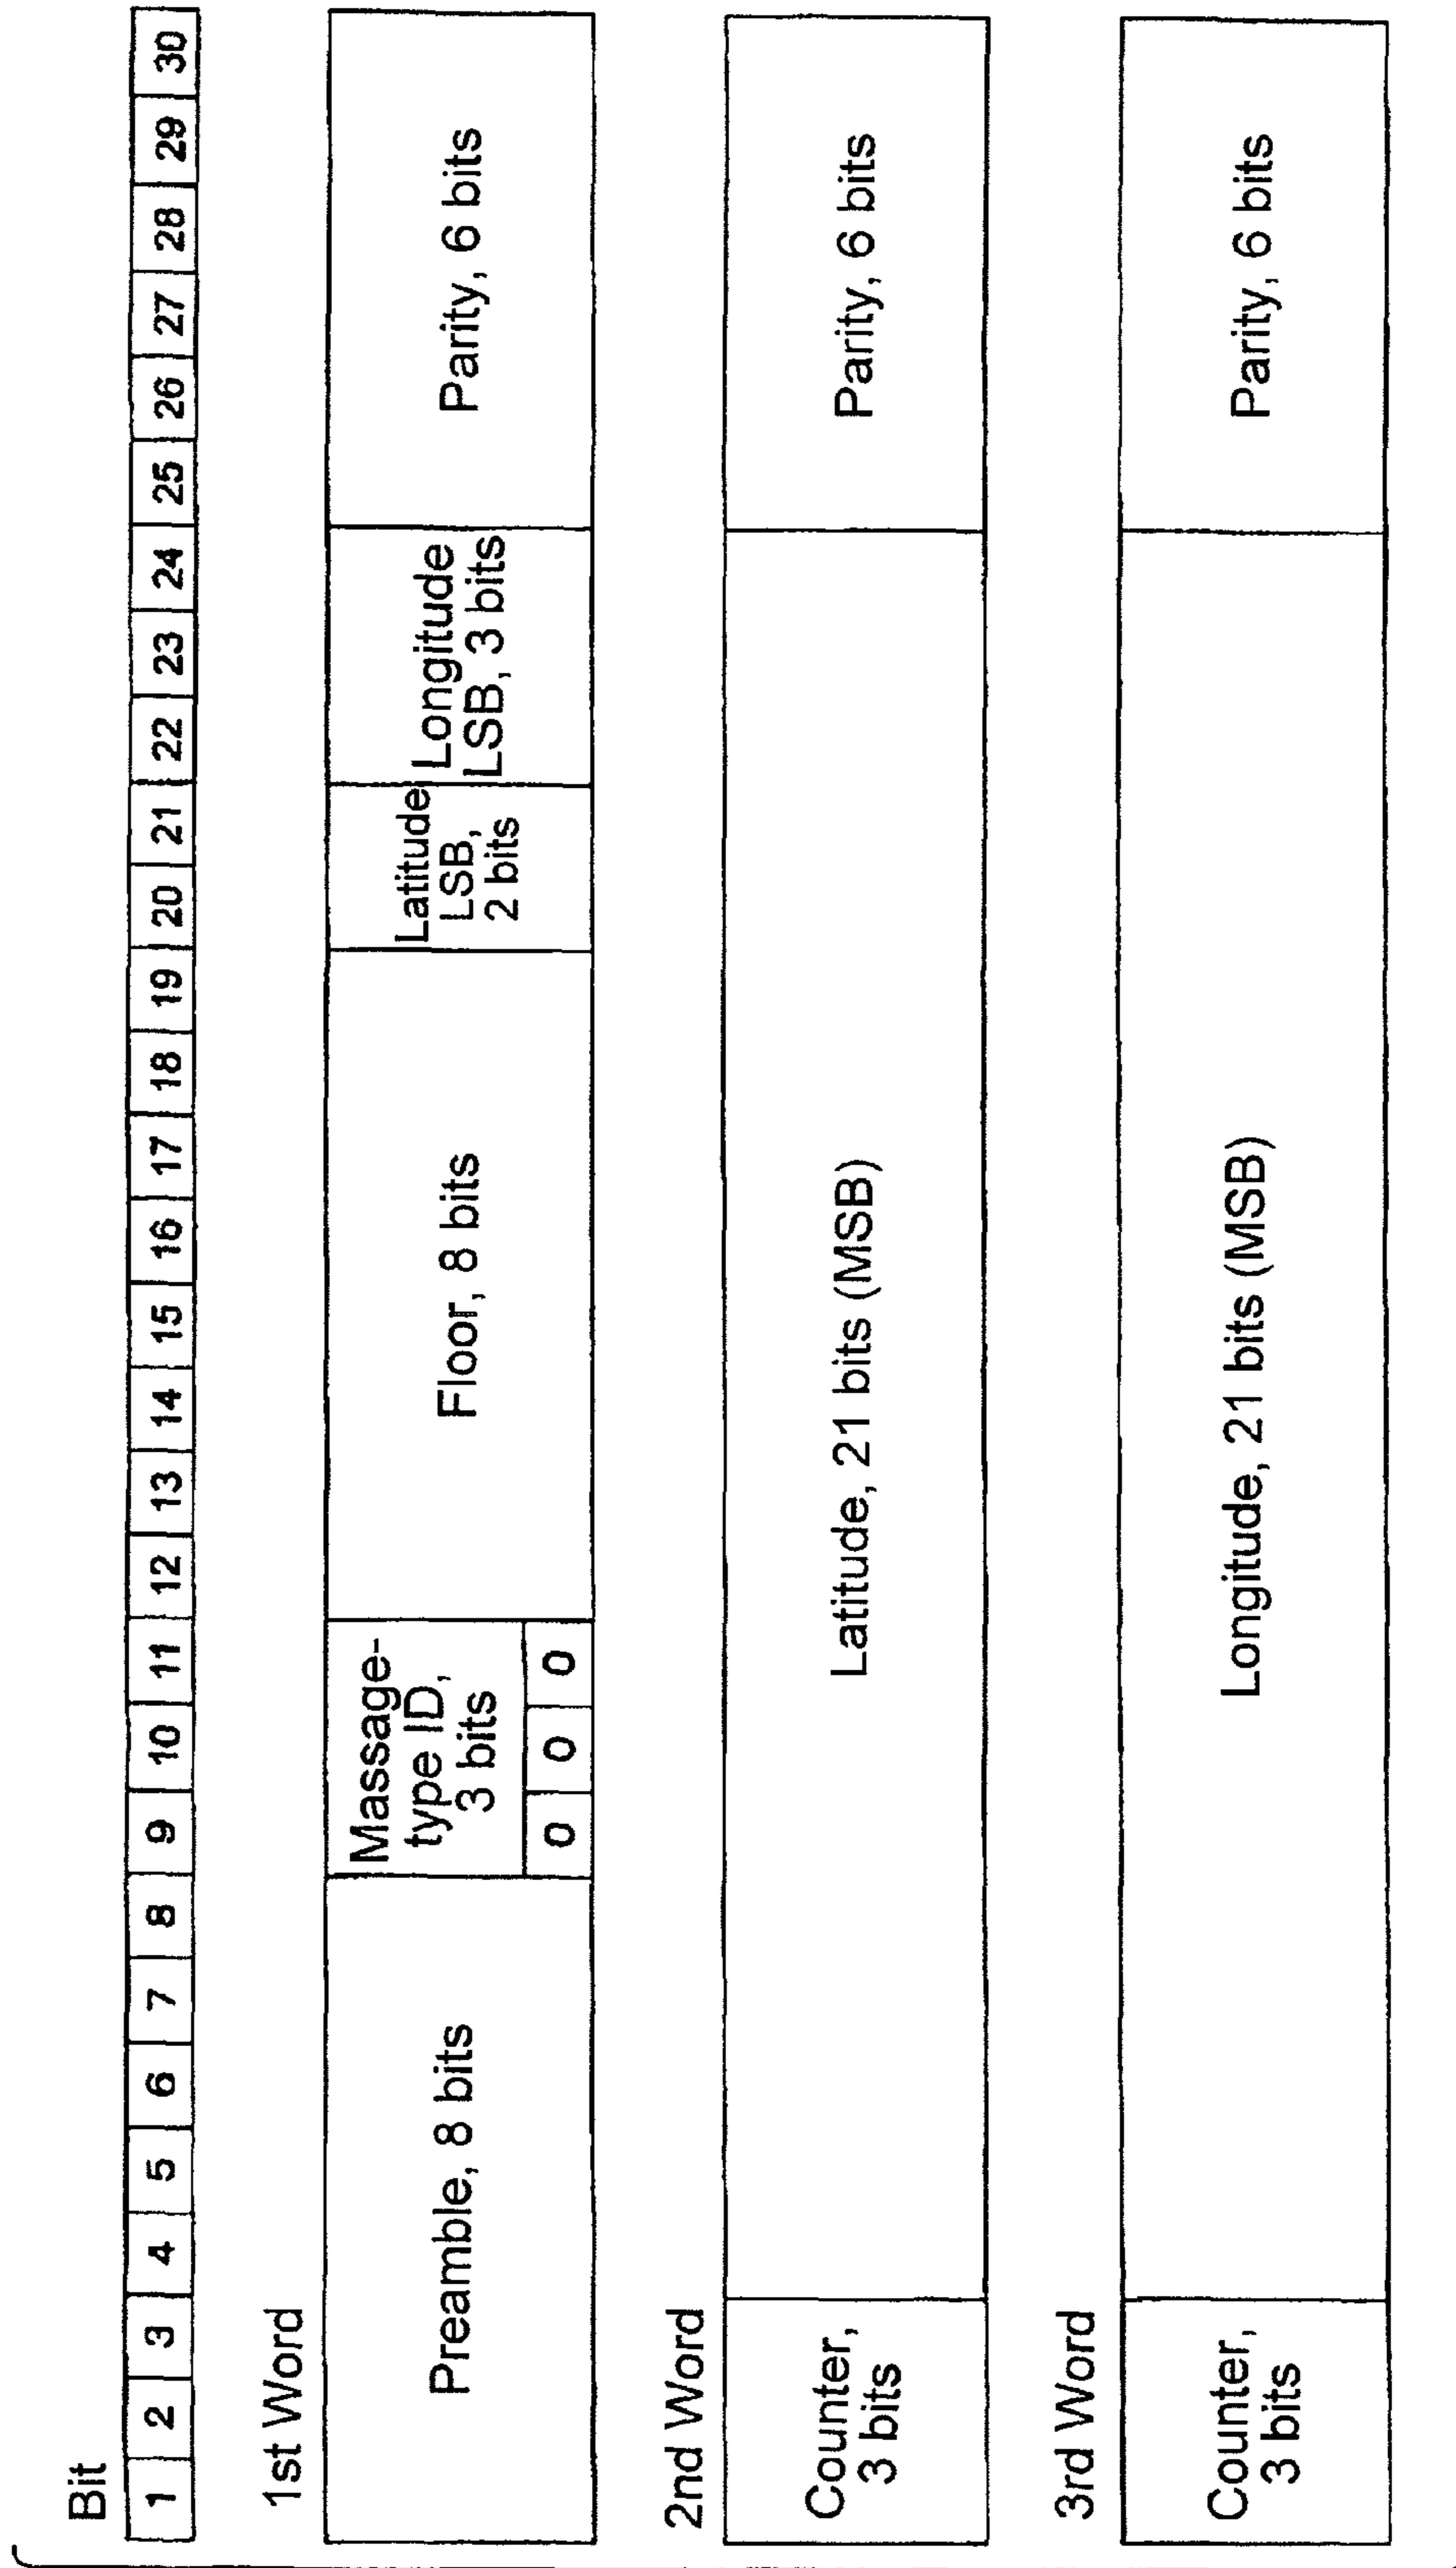 Bit
1 2 3 4 5 6 7 8 9 10 11 12 13 14 15 16 17 18 19 20 21 22 23 24 25 26 27 28 29 30
1st Word
Preamble, 8 bits
Massage-
type ID,
3 bits
0 0 0
Floor, 8 bits
Latitude
LSB,
2 bits
Longitude
LSB, 3 bits
Parity, 6 bits
2nd Word
Counter,
3 bits
Latitude, 21 bits (MSB)
Parity, 6 bits
3rd Word
Counter,
3 bits
Longitude, 21 bits (MSB)
Parity, 6 bits